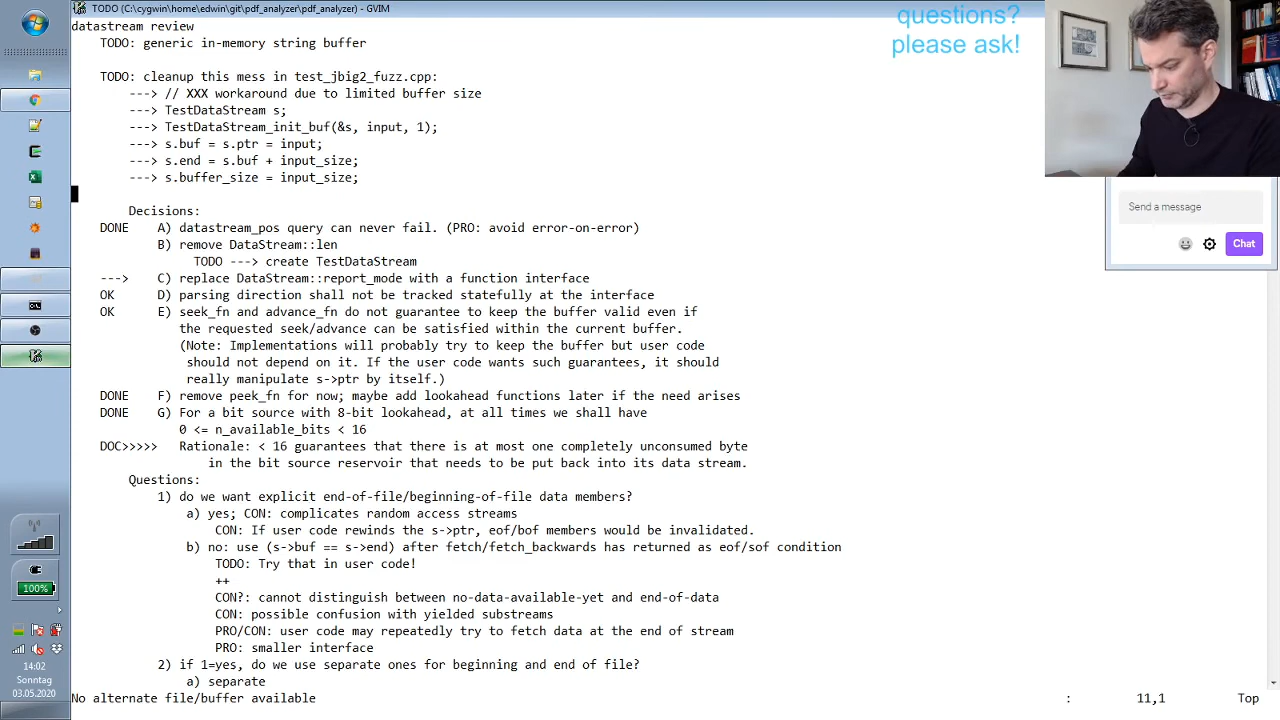 TODO (C:\cygwin\home\edwin\git\pdf_analyzer\pdf_analyzer) - GVIM
questions?
please ask!
datastream review
TODO: generic in-memory string buffer
TODO: cleanup this mess in test_jbig2_fuzz.cpp:
---> // XXX workaround due to limited buffer size
---> TestDataStream s;
---> TestDataStream_init_buf(&s, input, 1);
---> s.buf = s.ptr = input;
---> s.end = s.buf + input_size;
---> s.buffer_size = input_size;
Send a message
Chat
Decisions:
DONE A) datastream_pos query can never fail. (PRO: avoid error-on-error)
B) remove DataStream::len
TODO ---> create TestDataStream
---> C) replace DataStream::report_mode with a function interface
OK D) parsing direction shall not be tracked statefully at the interface
OK E) seek_fn and advance_fn do not guarantee to keep the buffer valid even if
the requested seek/advance can be satisfied within the current buffer.
(Note: Implementations will probably try to keep the buffer but user code
should not depend on it. If the user code wants such guarantees, it should
really manipulate s->ptr by itself.)
DONE F) remove peek_fn for now; maybe add lookahead functions later if the need arises
DONE G) For a bit source with 8-bit lookahead, at all times we shall have
0 <= n_available_bits < 16
DOC>>>>> Rationale: < 16 guarantees that there is at most one completely unconsumed byte
in the bit source reservoir that needs to be put back into its data stream.
Questions:
1) do we want explicit end-of-file/beginning-of-file data members?
a) yes; CON: complicates random access streams
CON: If user code rewinds the s->ptr, eof/bof members would be invalidated.
b) no: use (s->buf == s->end) after fetch/fetch_backwards has returned as eof/sof condition
TODO: Try that in user code!
++
CON?: cannot distinguish between no-data-available-yet and end-of-data
CON: possible confusion with yielded substreams
PRO/CON: user code may repeatedly try to fetch data at the end of stream
PRO: smaller interface
2) if 1=yes, do we use separate ones for beginning and end of file?
a) separate
No alternate file/buffer available : 11,1 Top
100%
14:02
Sonntag
03.05.2020